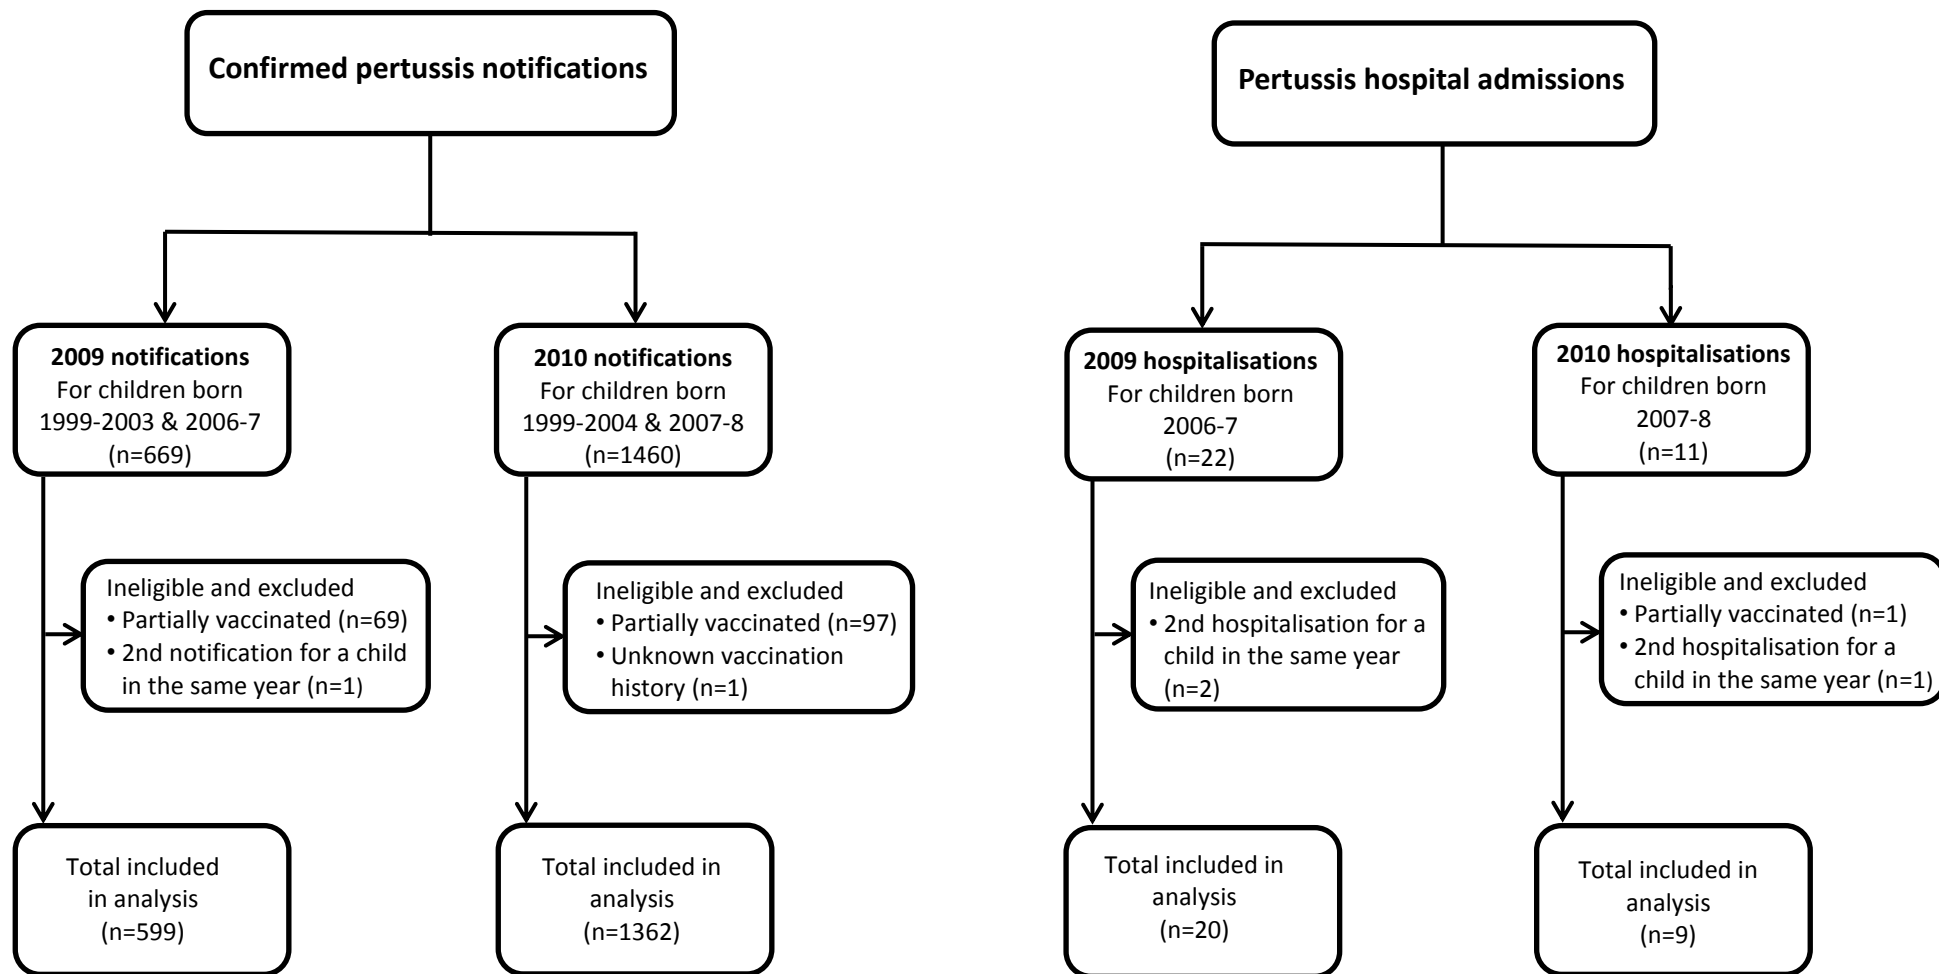 Confirmed pertussis notifications
Pertussis hospital admissions
2009 notifications
For children born
1999-2003 & 2006-7
(n=669)
2010 notifications
For children born
1999-2004 & 2007-8
(n=1460)
2009 hospitalisations
For children born
2006-7
(n=22)
2010 hospitalisations
For children born
2007-8
(n=11)
Ineligible and excluded
• Partially vaccinated (n=69)
• 2nd notification for a child
in the same year (n=1)
Ineligible and excluded
• Partially vaccinated (n=97)
• Unknown vaccination
history (n=1)
Ineligible and excluded
• 2nd hospitalisation for a
child in the same year
(n=2)
Ineligible and excluded
• Partially vaccinated (n=1)
• 2nd hospitalisation for a
child in the same year (n=1)
Total included
in analysis
(n=599)
Total included in
analysis
(n=1362)
Total included in
analysis
(n=20)
Total included in
analysis
(n=9)